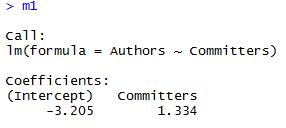 > m1
Call:
lm(formula = Authors ~ Committers)
Coefficients:
(Intercept)   Committers
     -3.205        1.334